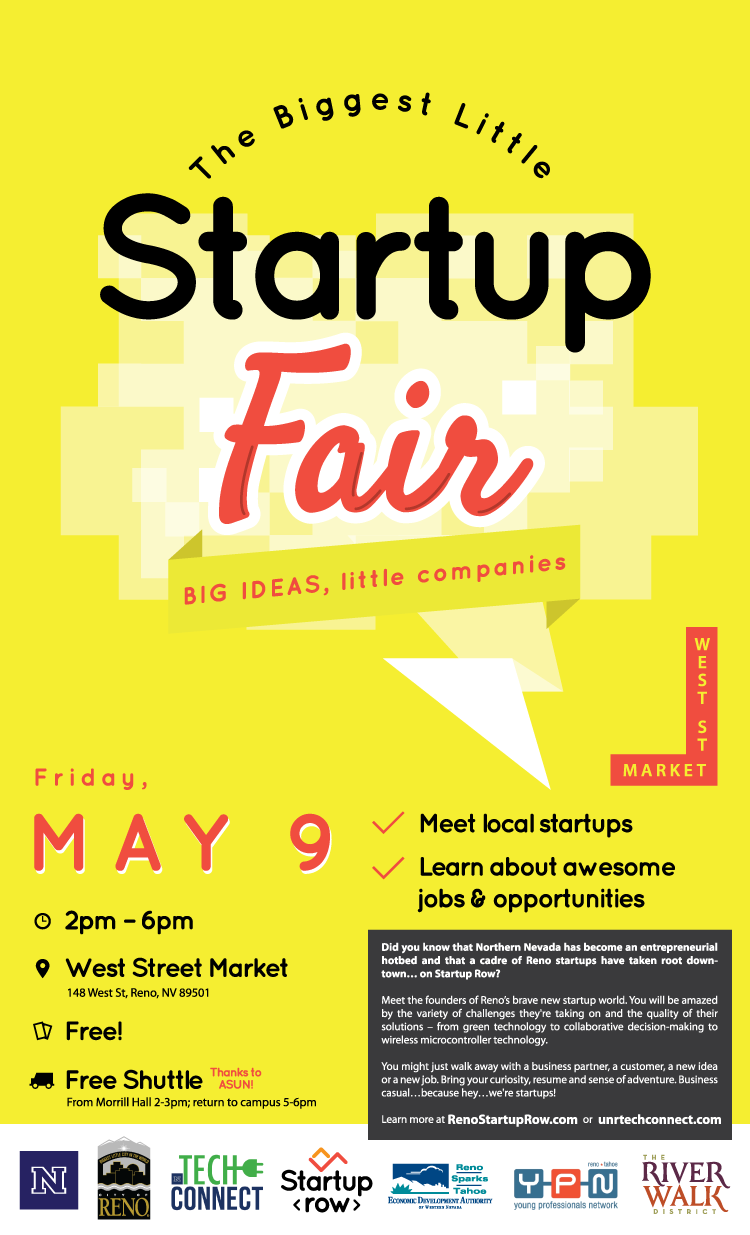 The Biggest Little
Startup
Fair
BIG IDEAS, little companies
WEST ST
MARKET
Friday,
MAY 9
2pm – 6pm
West Street Market
148 West St, Reno, NV 89501
Free!
Free Shuttle
Thanks to
ASUN!
From Morrill Hall 2-3pm; return to campus 5-6pm
Meet local startups
Learn about awesome
jobs & opportunities
Did you know that Northern Nevada has become an entrepreneurial
hotbed and that a cadre of Reno startups have taken root down-
town… on Startup Row?
Meet the founders of Reno's brave new startup world. You will be amazed
by the variety of challenges they're taking on and the quality of their
solutions – from green technology to collaborative decision-making to
wireless microcontroller technology.
You might just walk away with a business partner, a customer, a new idea
or a new job. Bring your curiosity, resume and sense of adventure. Business
casual…because hey…we're startups!
Learn more at RenoStartupRow.com or unrtechconnect.com
N
CITY OF
RENO
TECH
CONNECT
Startup
<row>
Reno
Sparks
Tahoe
ECONOMIC DEVELOPMENT AUTHORITY
OF WESTERN NEVADA
reno + tahoe
Y-P-N
young professionals network
THE
RIVER
WALK
DISTRICT